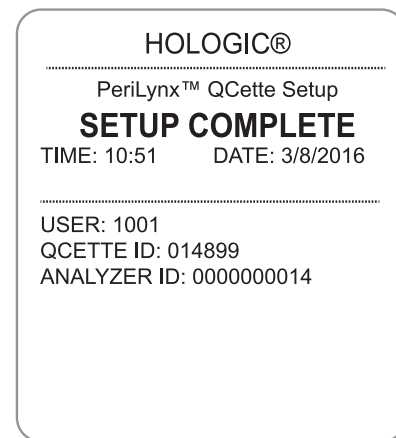 HOLOGIC®
PeriLynx™ QCette Setup
SETUP COMPLETE
TIME: 10:51 DATE: 3/8/2016
USER: 1001
QCETTE ID: 014899
ANALYZER ID: 0000000014